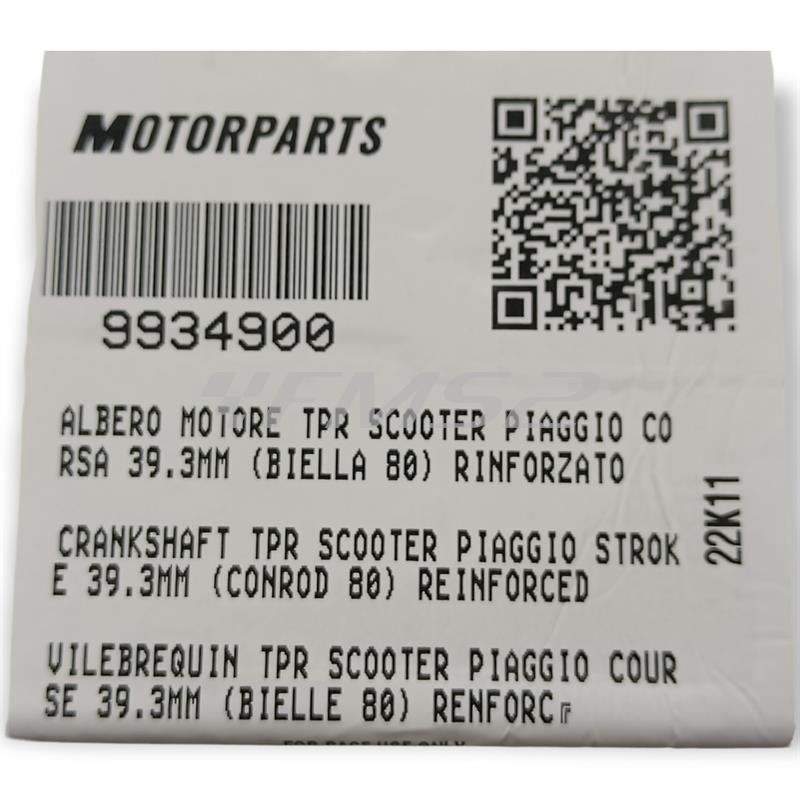 MOTORPARTS
9934900
ALBERO MOTORE TPR SCOOTER PIAGGIO CO
RSA 39.3MM (BIELLA 80) RINFORZATO
CRANKSHAFT TPR SCOOTER PIAGGIO STROK
E 39.3MM (CONROD 80) REINFORCED
VILEBREQUIN TPR SCOOTER PIAGGIO COUR
SE 39.3MM (BIELLE 80) RENFORC
22K11
FMS2